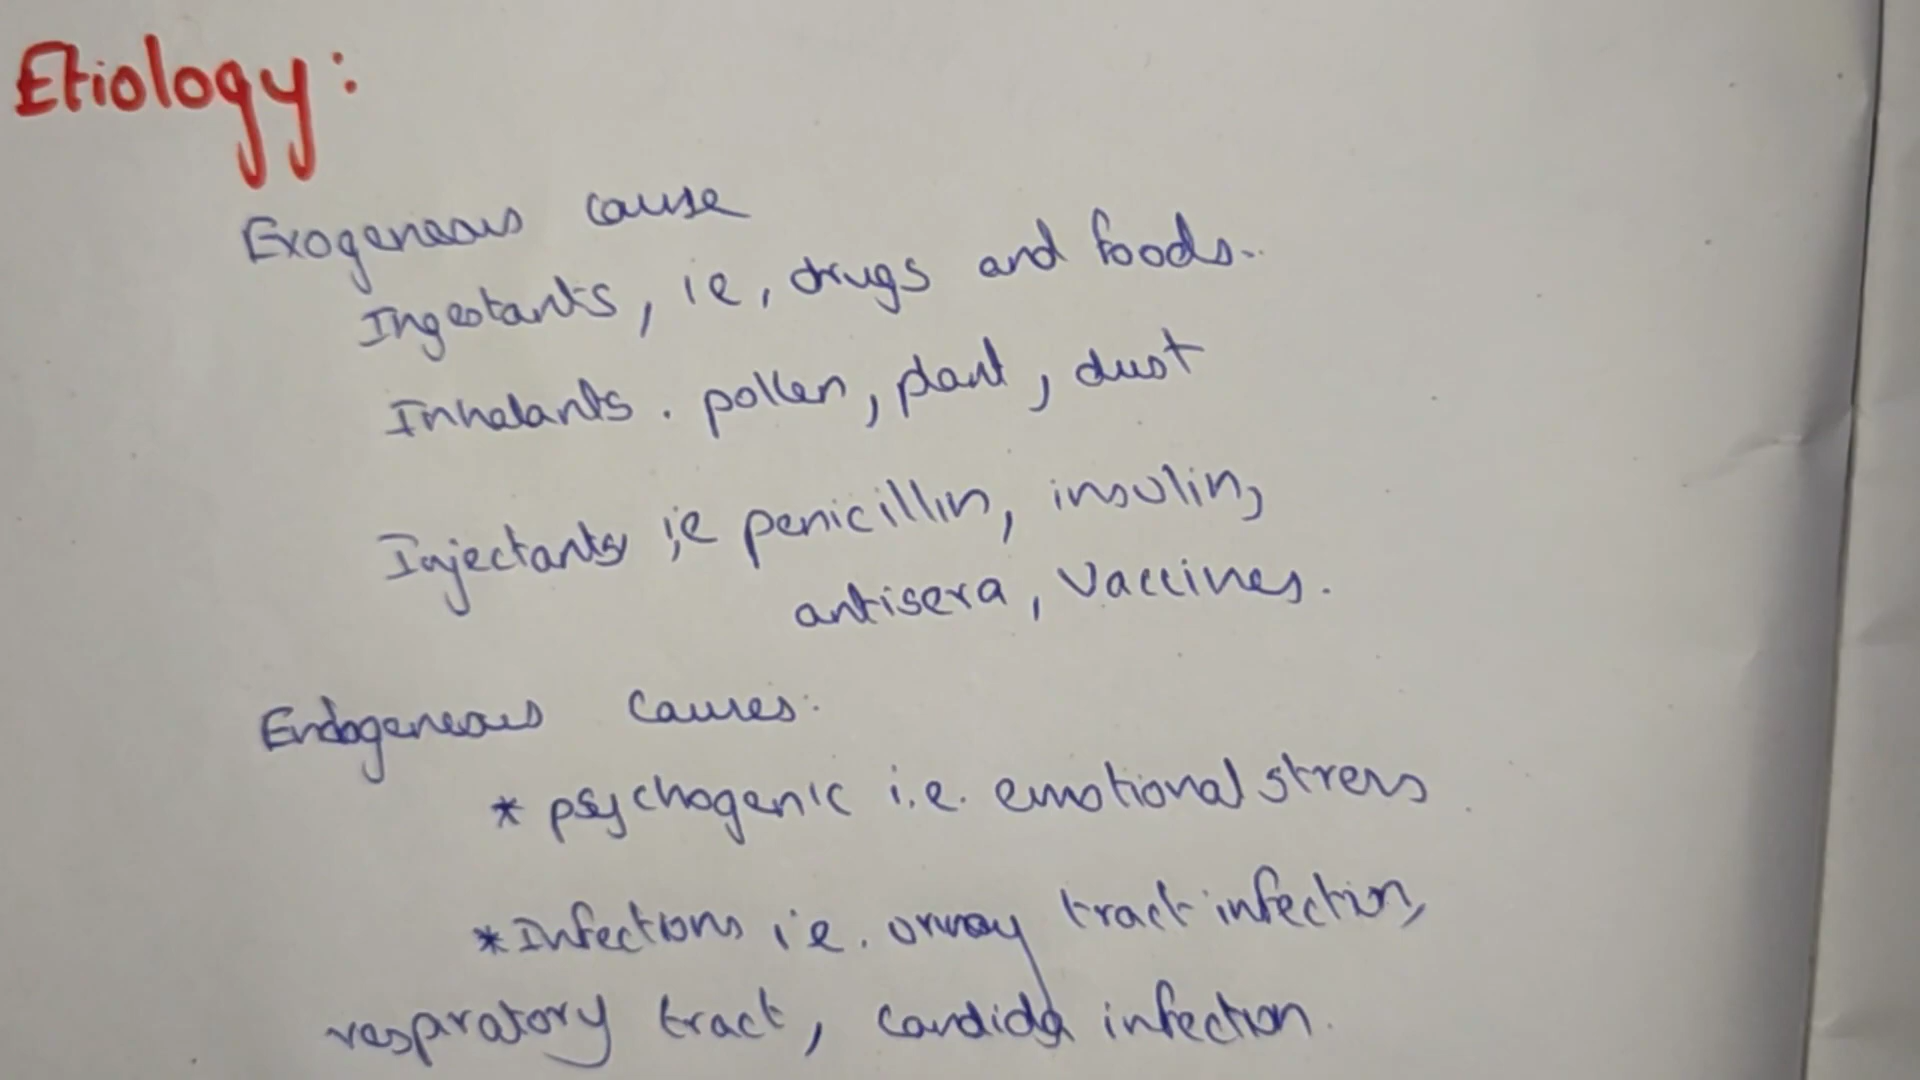 Etiology:
Exogeneous cause
Ingestants, ie, drugs and foods..
Inhalants. pollen, plant, dust
Injectants ie penicillin, insulin,
antisera, vaccines.
Endogeneous causes:
* psychogenic i.e. emotional stress
* Infections i.e. urinay tract infection,
respiratory tract, candida infection.